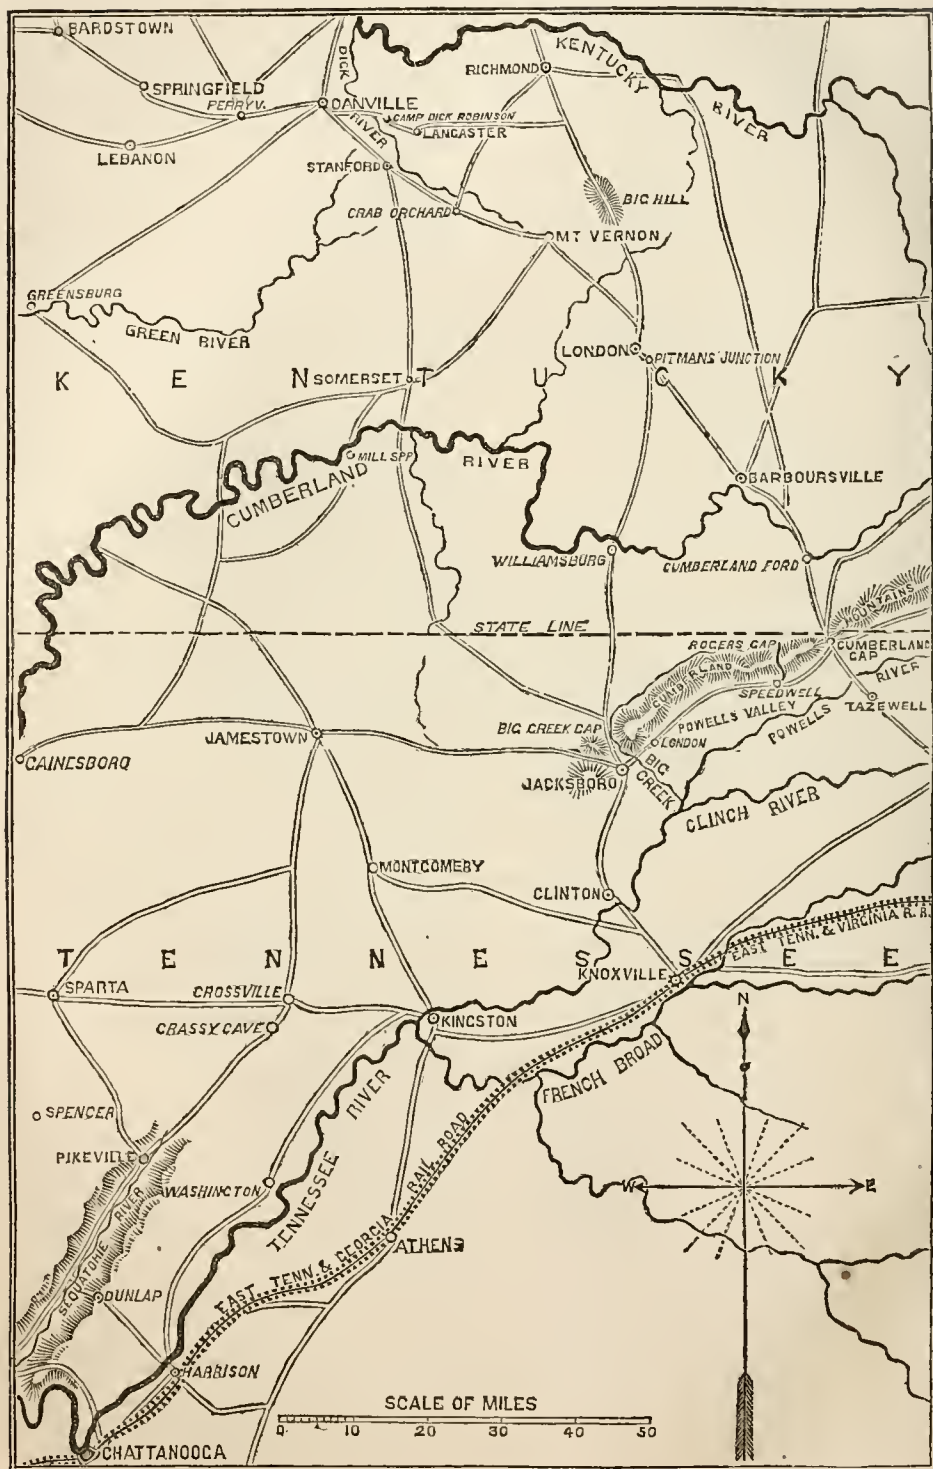 BARDSTOWN
SPRINGFIELD
PERRYV.
LEBANON
DANVILLE
DICK
RIVER
CAMP DICK ROBINSON
LANCASTER
RICHMOND
KENTUCKY
RIVER
STANFORD
CRAB ORCHARD
BIG HILL
MT VERNON
GREENSBURG
GREEN RIVER
LONDON
PITMANS JUNCTION
KENTUCKY
SOMERSET
MILL SPP
CUMBERLAND
RIVER
BARBOURSVILLE
WILLIAMSBURG
CUMBERLAND FORD
STATE LINE
ROGERS GAP
CUMBERLAND
MOUNTAINS
CUMBERLAND
GAP
SPEEDWELL
RIVER
POWELLS
TAZEWELL
POWELLS VALLEY
BIG CREEK GAP
LONDON
JAMESTOWN
GAINESBORO
JACKSBORO
BIG
CREEK
CLINCH RIVER
MONTGOMERY
CLINTON
TENNESSEE
EAST TENN. & VIRGINIA R.R.
KNOXVILLE
SPARTA
CROSSVILLE
GRASSY CAVE
KINGSTON
FRENCH BROAD
SPENCER
PIKEVILLE
WASHINGTON
TENNESSEE
RIVER
SEQUATCHIE
RIVER
DUNLAP
EAST TENN. & GEORGIA RAIL ROAD
ATHENS
HARRISON
CHATTANOOGA
N
W
E
SCALE OF MILES
0 10 20 30 40 50